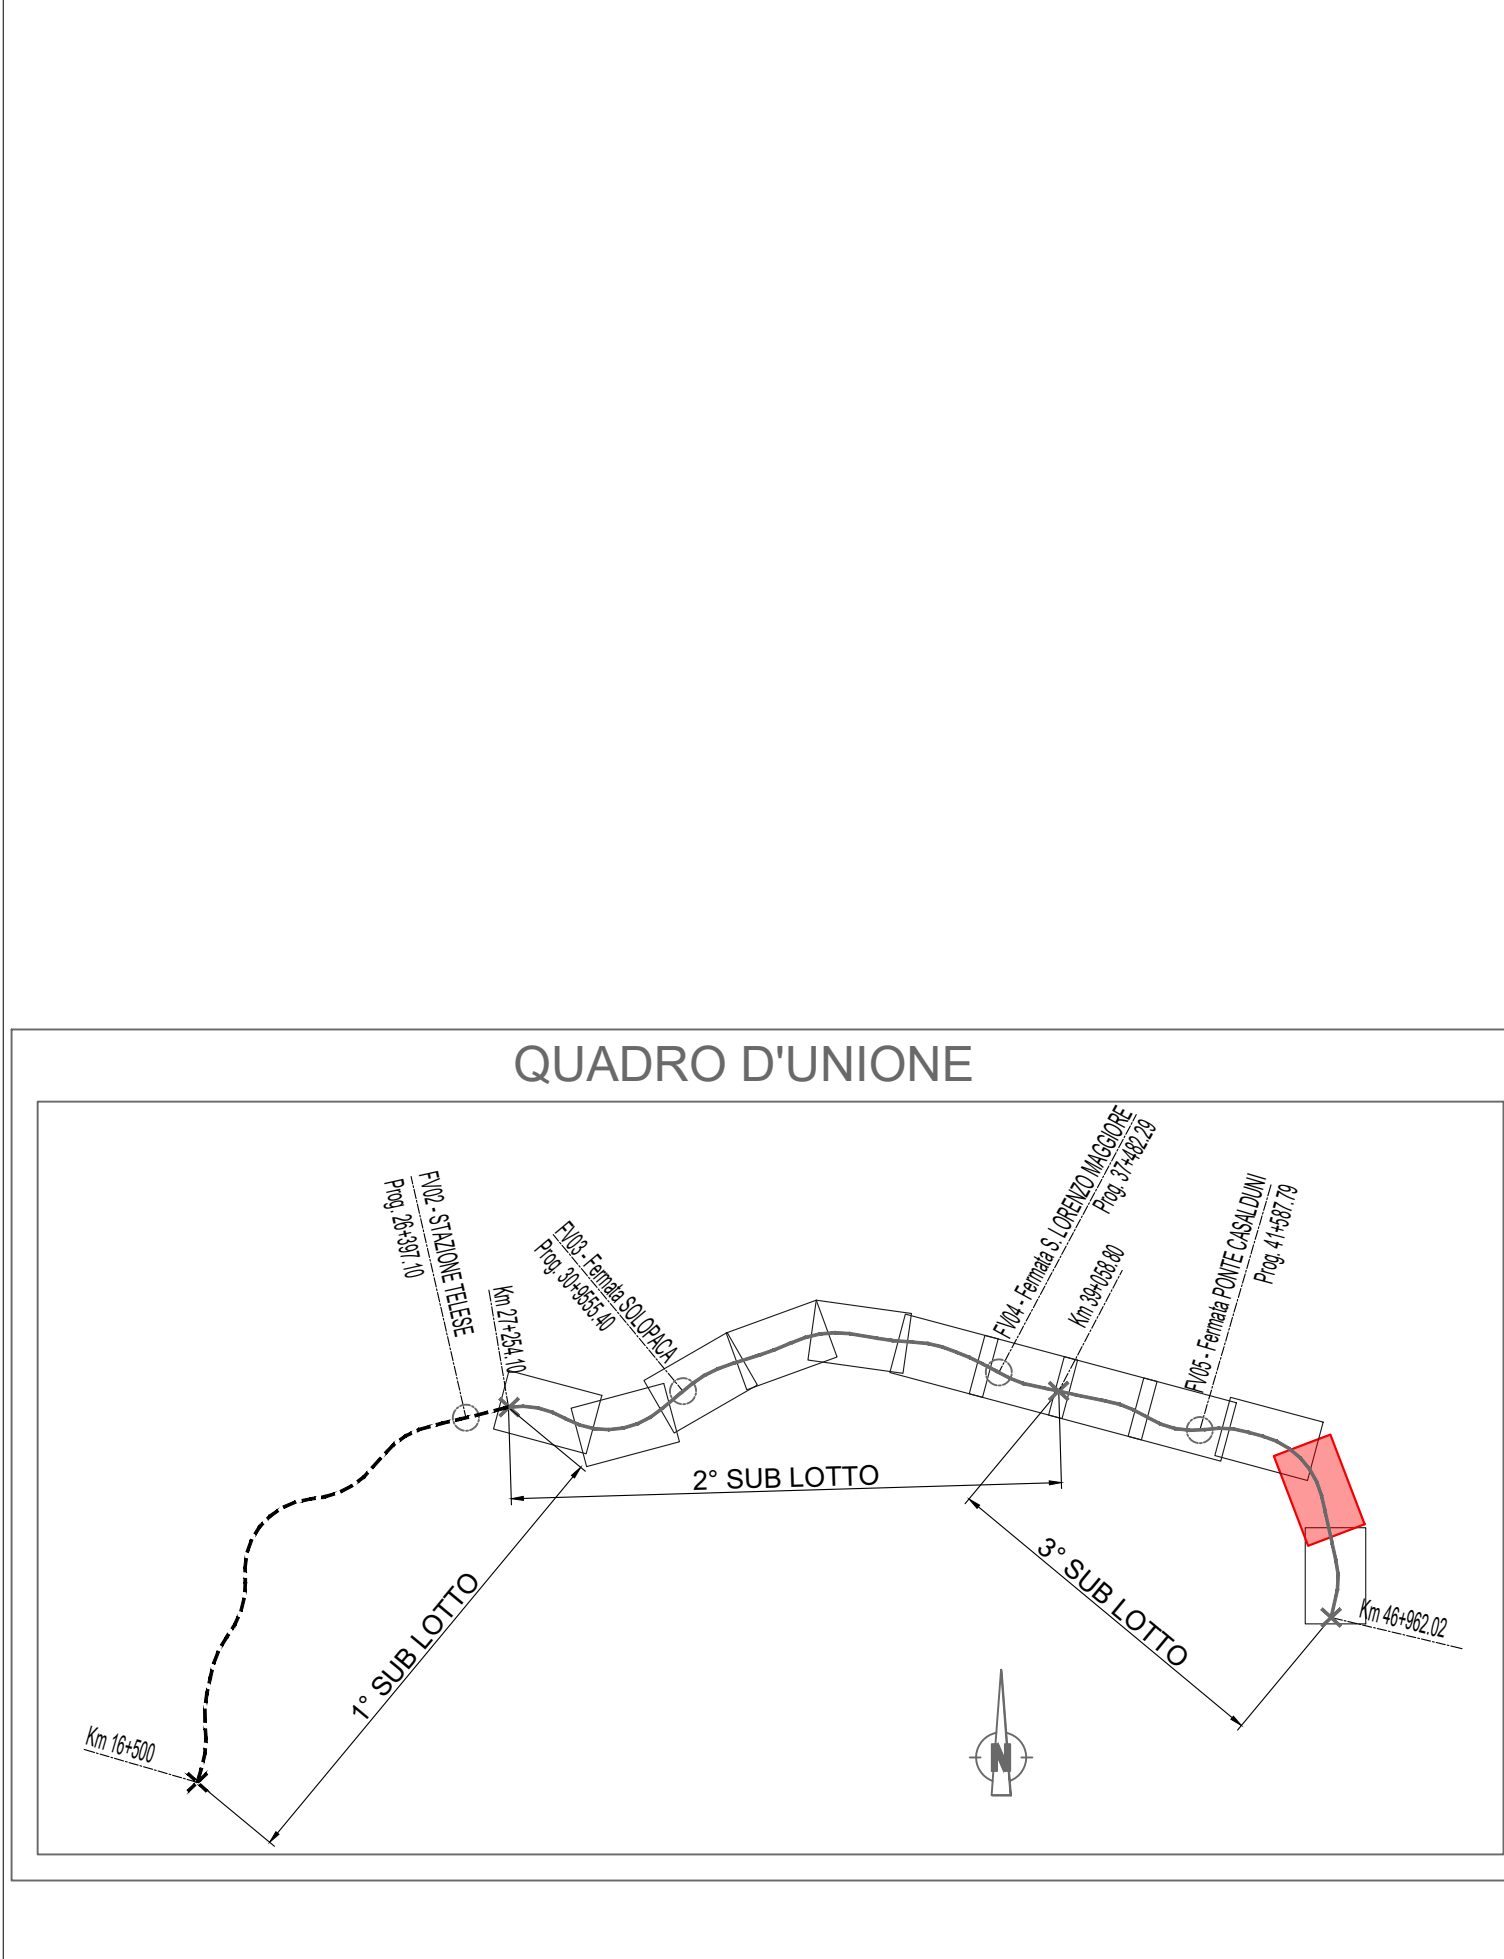 QUADRO D'UNIONE
FV02 - STAZIONE TELESE
Prog. 26+397.10
Km 27+254.10
FV03 - Fermata SOLOPACA
Prog. 30+9555.40
FV04 - Fermata S. LORENZO MAGGIORE
Prog. 37+482.29
Km 39+058.80
FV05 - Fermata PONTE CASALDUNI
Prog. 41+587.79
2° SUB LOTTO
1° SUB LOTTO
3° SUB LOTTO
Km 46+962.02
Km 16+500
N